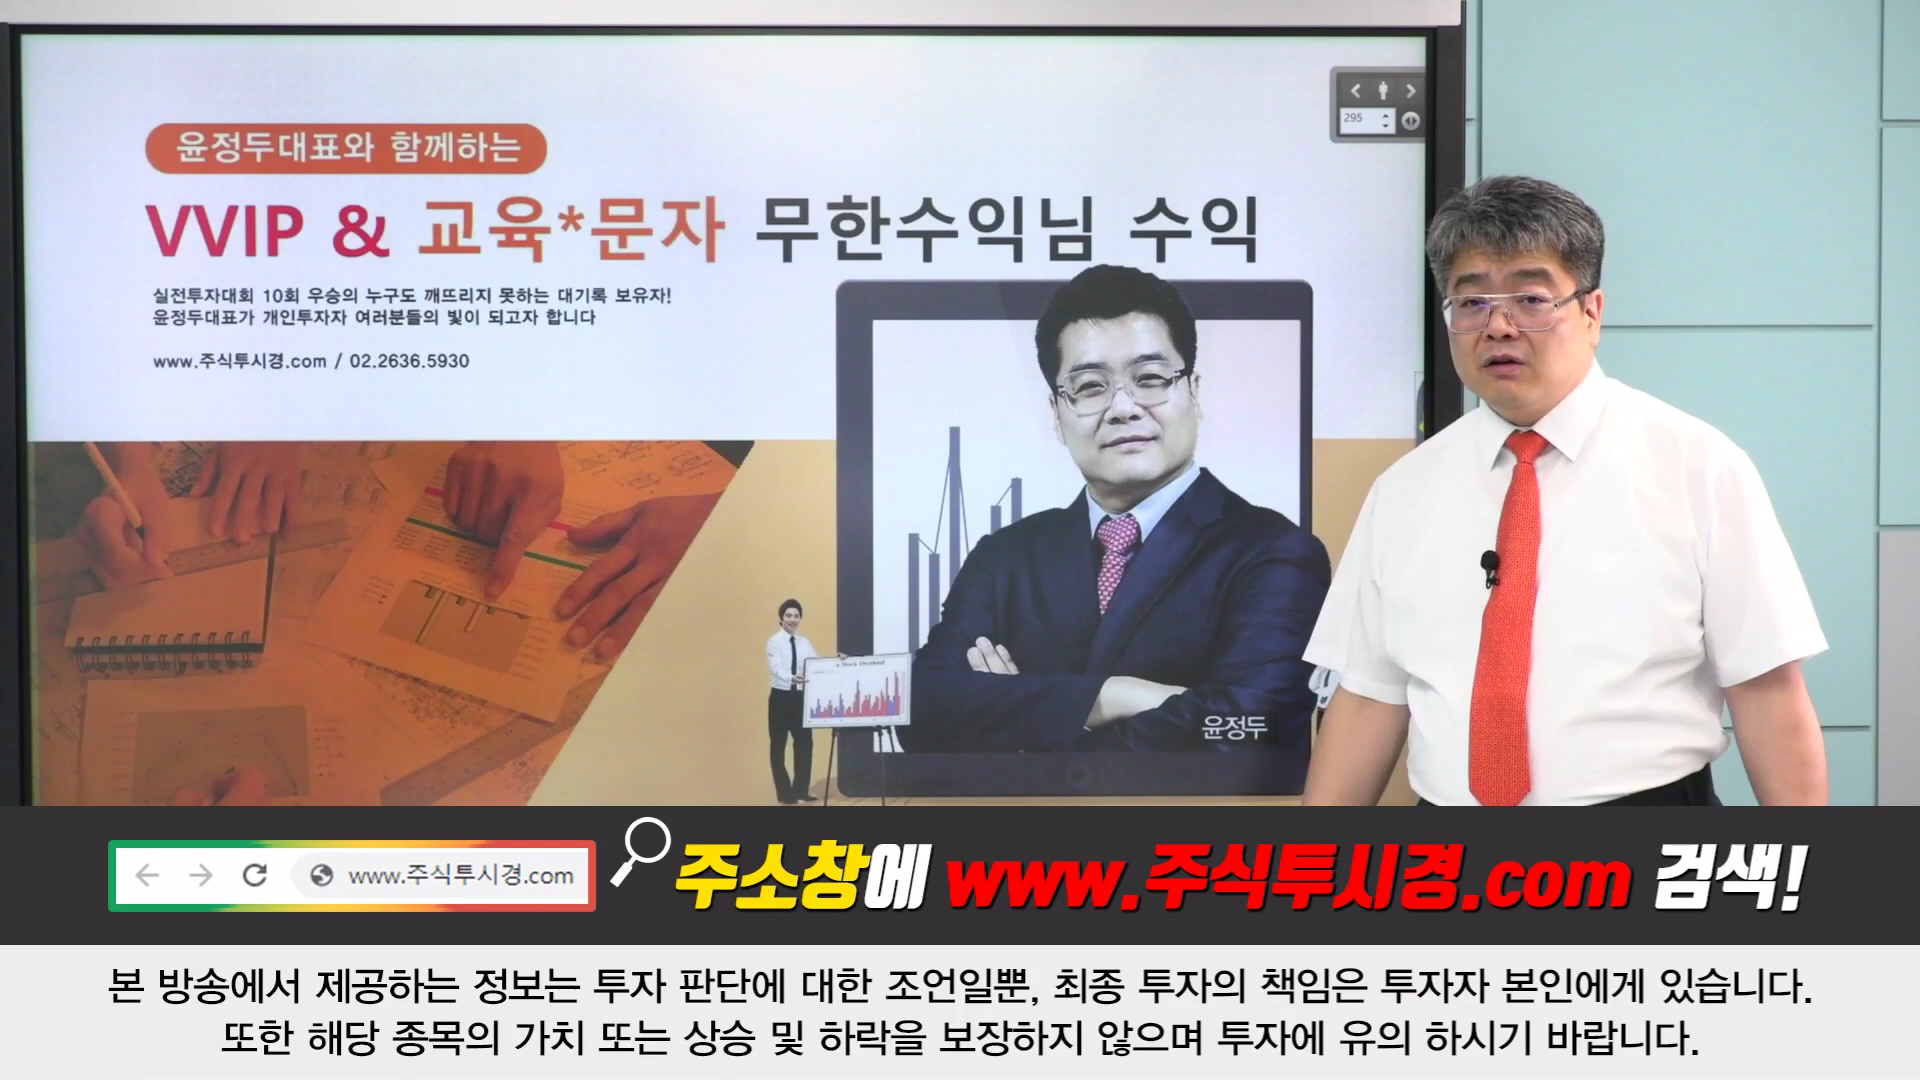 295
윤정두대표와 함께하는
VVIP & 교육*문자 무한수익님 수익
실전투자대회 10회 우승의 누구도 깨뜨리지 못하는 대기록 보유자!
윤정두대표가 개인투자자 여러분들의 빛이 되고자 합니다
www.주식투시경.com / 02.2636.5930
a Stock Dividend
윤정두
www.주식투시경.com
주소창에 www.주식투시경.com 검색!
본 방송에서 제공하는 정보는 투자 판단에 대한 조언일뿐, 최종 투자의 책임은 투자자 본인에게 있습니다.
또한 해당 종목의 가치 또는 상승 및 하락을 보장하지 않으며 투자에 유의 하시기 바랍니다.